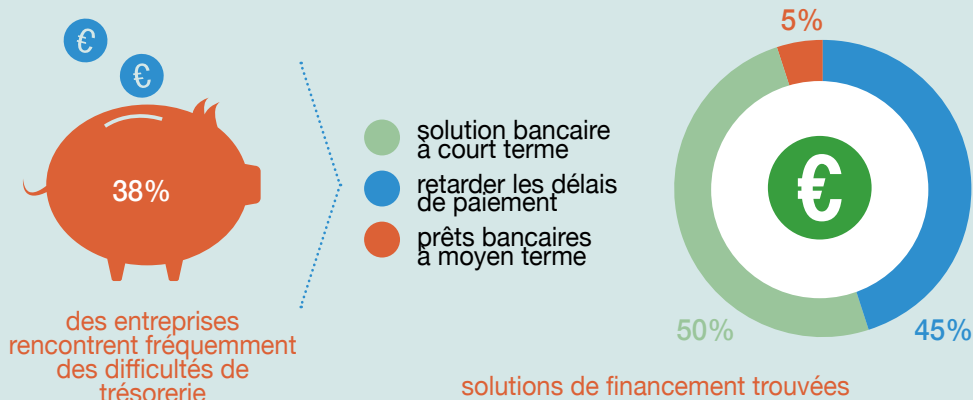 €
€
38%
des entreprises
rencontrent fréquemment
des difficultés de
trésorerie
solution bancaire
à court terme
retarder les délais
de paiement
prêts bancaires
à moyen terme
5%
€
50%
45%
solutions de financement trouvées